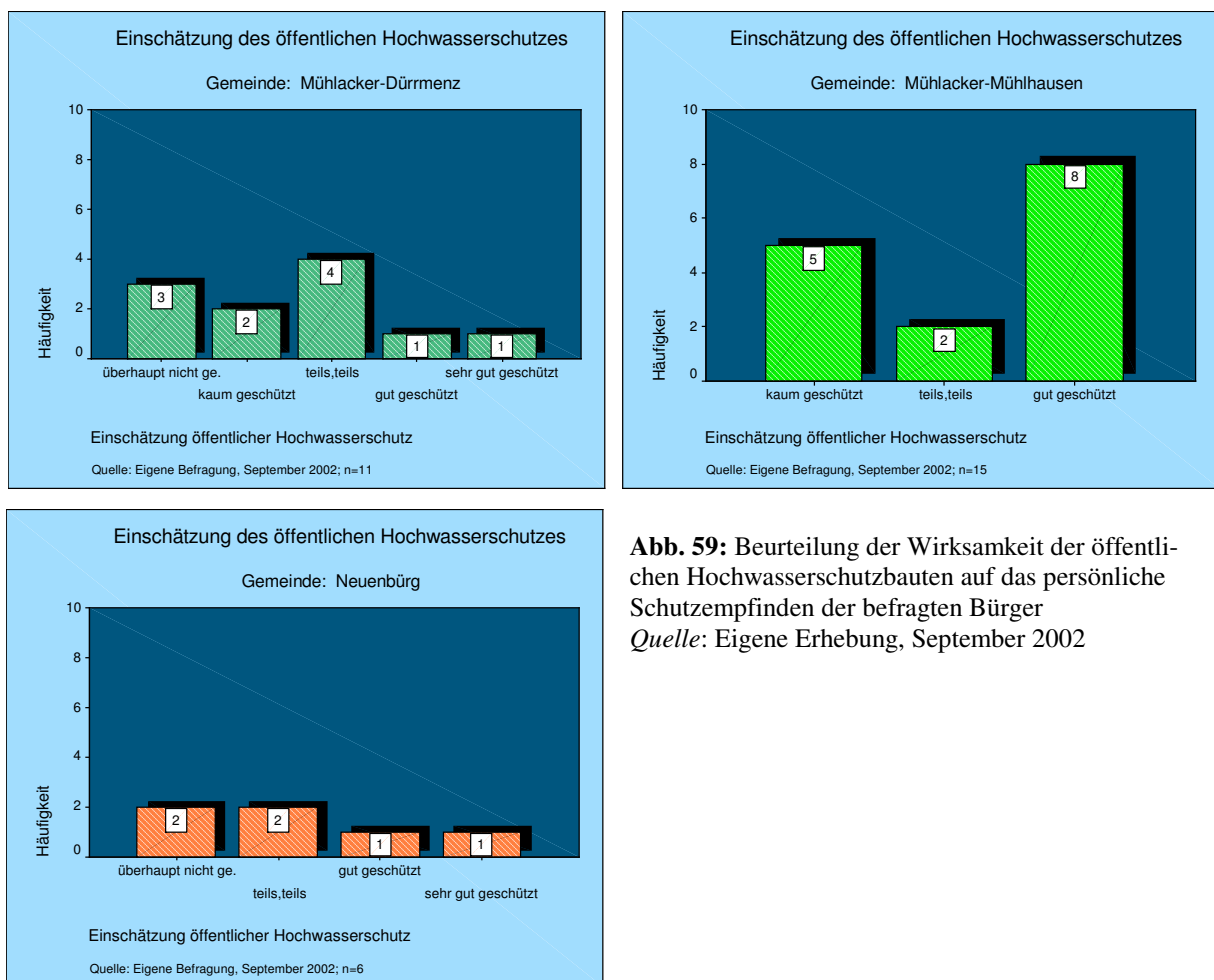 Einschätzung des öffentlichen Hochwasserschutzes
Gemeinde: Mühlacker-Dürrmenz
Häufigkeit
10
8
6
4
2
0
3
2
4
1
1
überhaupt nicht ge.
kaum geschützt
teils,teils
gut geschützt
sehr gut geschützt
Einschätzung öffentlicher Hochwasserschutz
Quelle: Eigene Befragung, September 2002; n=11
Einschätzung des öffentlichen Hochwasserschutzes
Gemeinde: Mühlacker-Mühlhausen
Häufigkeit
10
8
6
4
2
0
5
2
8
kaum geschützt
teils,teils
gut geschützt
Einschätzung öffentlicher Hochwasserschutz
Quelle: Eigene Befragung, September 2002; n=15
Einschätzung des öffentlichen Hochwasserschutzes
Gemeinde: Neuenbürg
Häufigkeit
10
8
6
4
2
0
2
2
1
1
überhaupt nicht ge.
teils,teils
gut geschützt
sehr gut geschützt
Einschätzung öffentlicher Hochwasserschutz
Quelle: Eigene Befragung, September 2002; n=6
Abb. 59: Beurteilung der Wirksamkeit der öffentli-
chen Hochwasserschutzbauten auf das persönliche
Schutzempfinden der befragten Bürger
Quelle: Eigene Erhebung, September 2002